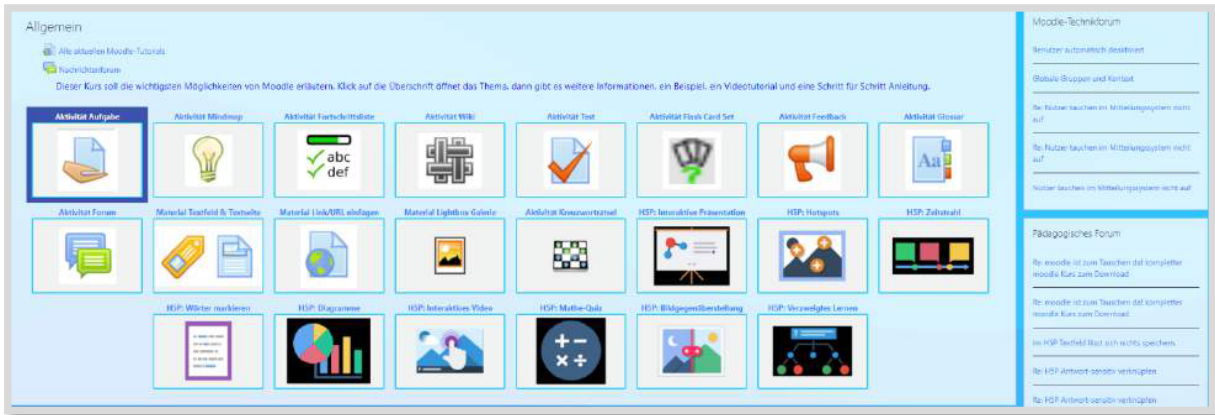 Allgemein
Alle aktuellen Moodle-Tutorials
Nachrichtenforum
Dieser Kurs soll die wichtigsten Möglichkeiten von Moodle erläutern. Klick auf die Überschrift öffnet das Thema, dann gibt es weitere Informationen, ein Beispiel, ein Videotutorial und eine Schritt für Schritt Anleitung.
Aktivität Aufgabe
Aktivität Mindmap
Aktivität Fortschrittsliste
Aktivität Wiki
Aktivität Test
Aktivität Flash Card Set
Aktivität Feedback
Aktivität Glossar
abc
def
Aa
Aktivität Forum
Material Textfeld & Textseite
Material Link/URL einfügen
Material Lightbox Galerie
Aktivität Kreuzworträtsel
H5P: Interaktive Präsentation
H5P: Hotspots
H5P: Zeitstrahl
H5P: Wörter markieren
H5P: Diagramme
H5P: Interaktives Video
H5P: Mathe-Quiz
H5P: Bildgegenüberstellung
H5P: Verzweigtes Lernen
Moodle-Technikforum
Benutzer automatisch deaktiviert
Globale Gruppen und Kontext
Re: Nutzer tauchen im Mitteilungssystem nicht
auf
Re: Nutzer tauchen im Mitteilungssystem nicht
auf
Nutzer tauchen im Mitteilungssystem nicht auf
Pädagogisches Forum
Re: moodle ist zum Tauschen da! kompletter
moodle Kurs zum Download
Re: moodle ist zum Tauschen da! kompletter
moodle Kurs zum Download
Im H5P Textfeld lässt sich nichts speichern.
Re: H5P Antwort-sensitiv verknüpfen
Re: H5P Antwort-sensitiv verknüpfen